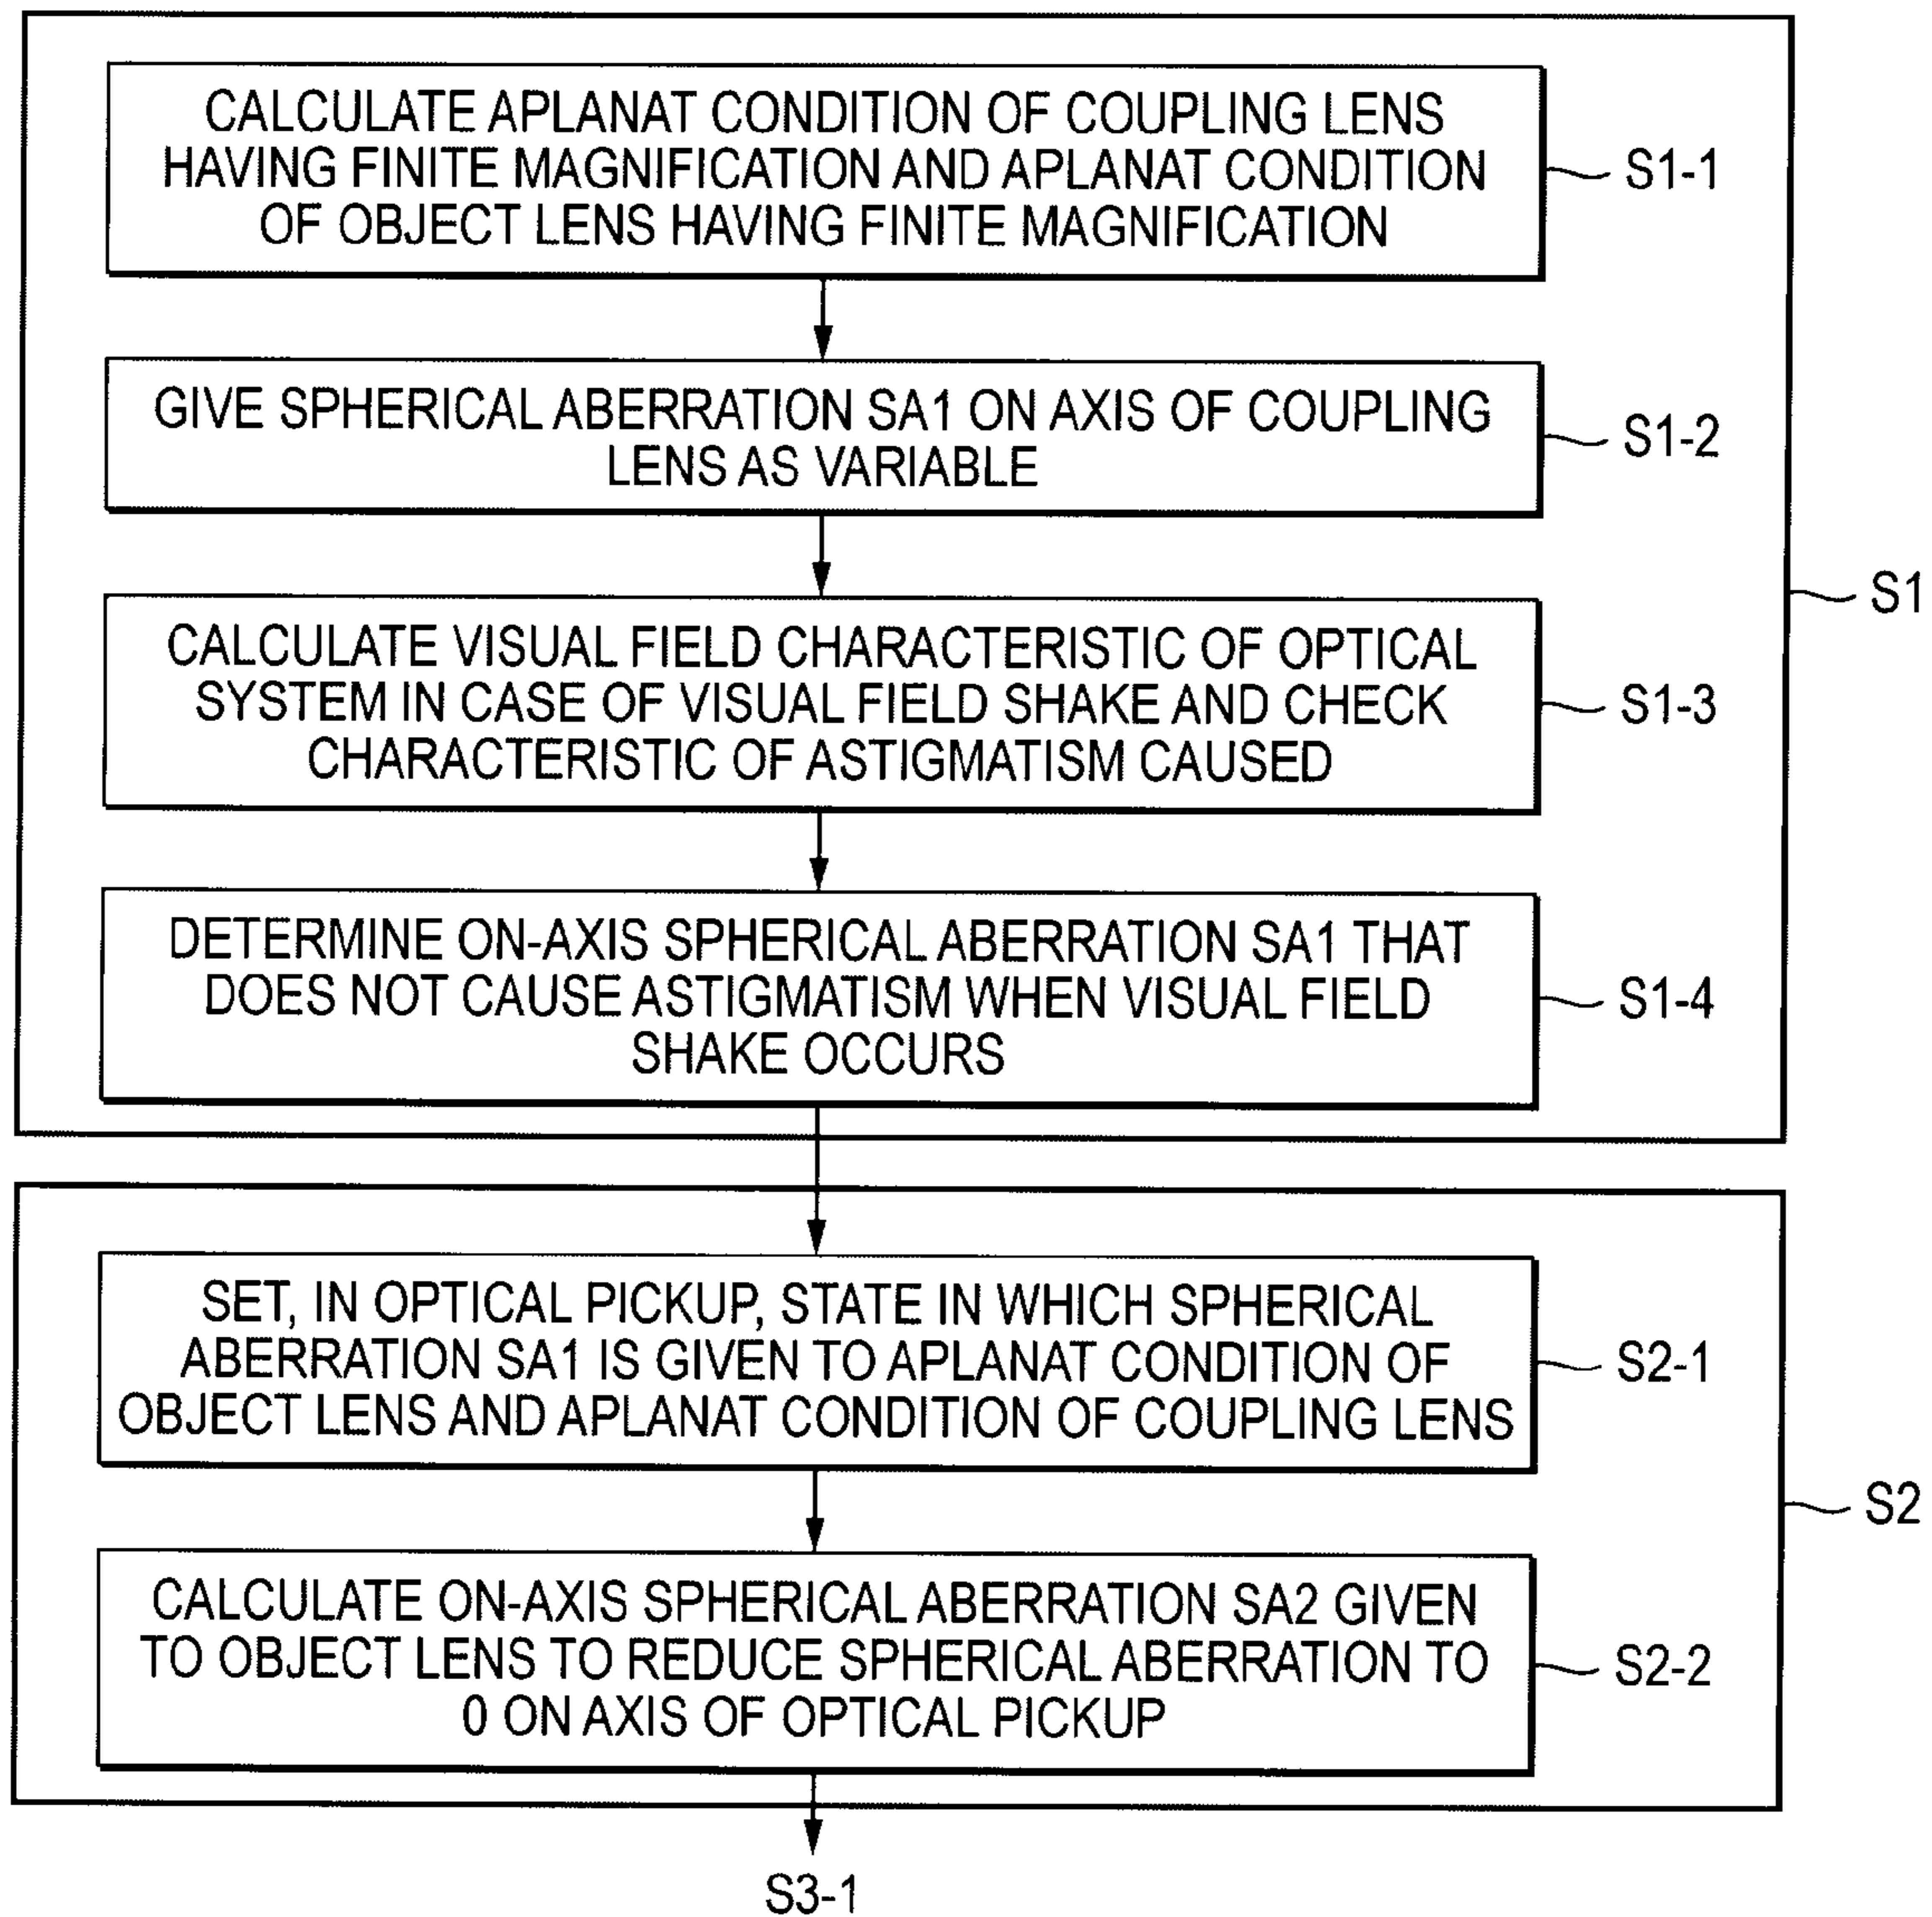 CALCULATE APLANAT CONDITION OF COUPLING LENS
HAVING FINITE MAGNIFICATION AND APLANAT CONDITION
OF OBJECT LENS HAVING FINITE MAGNIFICATION
S1-1
GIVE SPHERICAL ABERRATION SA1 ON AXIS OF COUPLING
LENS AS VARIABLE
S1-2
CALCULATE VISUAL FIELD CHARACTERISTIC OF OPTICAL
SYSTEM IN CASE OF VISUAL FIELD SHAKE AND CHECK
CHARACTERISTIC OF ASTIGMATISM CAUSED
S1-3
S1
DETERMINE ON-AXIS SPHERICAL ABERRATION SA1 THAT
DOES NOT CAUSE ASTIGMATISM WHEN VISUAL FIELD
SHAKE OCCURS
S1-4
SET, IN OPTICAL PICKUP, STATE IN WHICH SPHERICAL
ABERRATION SA1 IS GIVEN TO APLANAT CONDITION OF
OBJECT LENS AND APLANAT CONDITION OF COUPLING LENS
S2-1
S2
CALCULATE ON-AXIS SPHERICAL ABERRATION SA2 GIVEN
TO OBJECT LENS TO REDUCE SPHERICAL ABERRATION TO
0 ON AXIS OF OPTICAL PICKUP
S2-2
S3-1